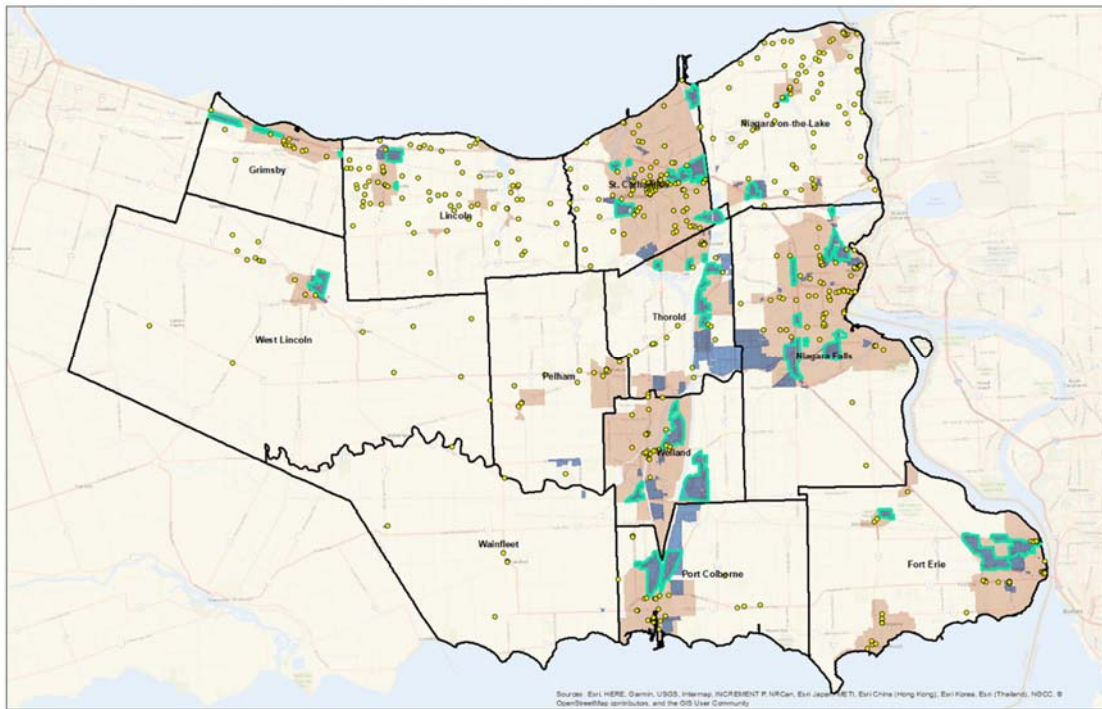 Niagara on the Lake
Grimsby
St. Catharines
Lincoln
Thorold
West Lincoln
Niagara Falls
Pelham
Welland
Wainfleet
Fort Erie
Port Colborne
Sources: Esri, HERE, Garmin, USGS, Intermap, INCREMENT P, NRCan, Esri Japan, METI, Esri China (Hong Kong), Esri Korea, Esri (Thailand), NGCC, ©
OpenStreetMap contributors, and the GIS User Community